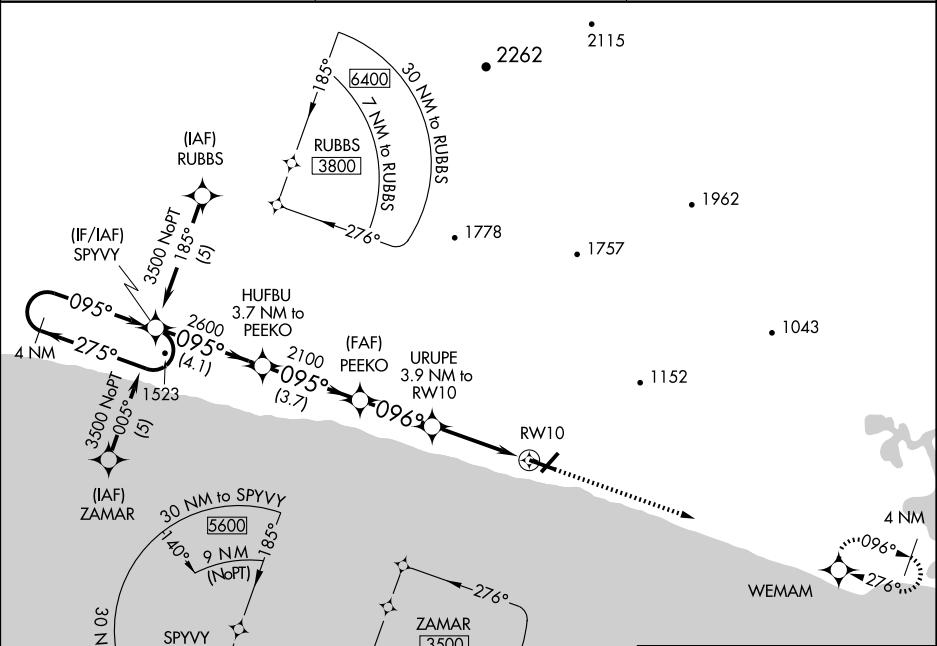 2115
2262
185°
6400
30 NM to RUBBS
7 NM to RUBBS
RUBBS
3800
276°
(IAF)
RUBBS
3500 NoPT
185°
(5)
1962
1778
1757
(IF/IAF)
SPYVY
095°
275°
4 NM
1523
HUFBU
3.7 NM to
PEEKO
2600
095°
(4.1)
2100
095°
(3.7)
(FAF)
PEEKO
096°
URUPE
3.9 NM to
RW10
1043
1152
RW10
3500 NoPT
005°
(5)
(IAF)
ZAMAR
30 NM to SPYVY
5600
140°
9 NM
(NoPT)
185°
30 N
SPYVY
276°
ZAMAR
3500
4 NM
096°
276°
WEMAM